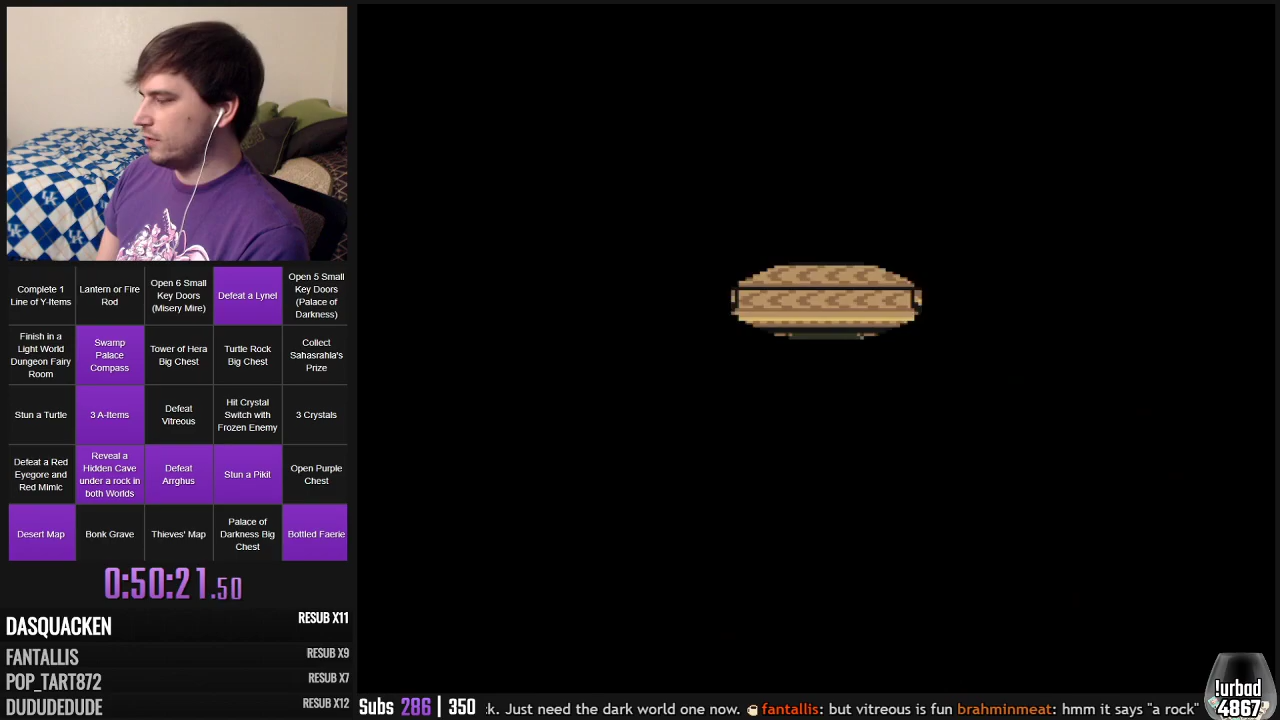 Complete 1
Line of Y-Items
Lantern or Fire
Rod
Open 6 Small
Key Doors
(Misery Mire)
Defeat a Lynel
Open 5 Small
Key Doors
(Palace of
Darkness)
Finish in a
Light World
Dungeon Fairy
Room
Swamp
Palace
Compass
Tower of Hera
Big Chest
Turtle Rock
Big Chest
Collect
Sahasrahla's
Prize
Stun a Turtle
3 A-Items
Defeat
Vitreous
Hit Crystal
Switch with
Frozen Enemy
3 Crystals
Defeat a Red
Eyegore and
Red Mimic
Reveal a
Hidden Cave
under a rock in
both Worlds
Defeat
Arrghus
Stun a Pikit
Open Purple
Chest
Desert Map
Bonk Grave
Thieves' Map
Palace of
Darkness Big
Chest
Bottled Faerie
0:50:21.50
DASQUACKEN RESUB X11
FANTALLIS RESUB X9
POP_TART872 RESUB X7
DUDUDEDUDE RESUB X12
Subs 286 | 350 k. Just need the dark world one now. fantallis: but vitreous is fun brahminmeat: hmm it says "a rock"
!urbad
4867